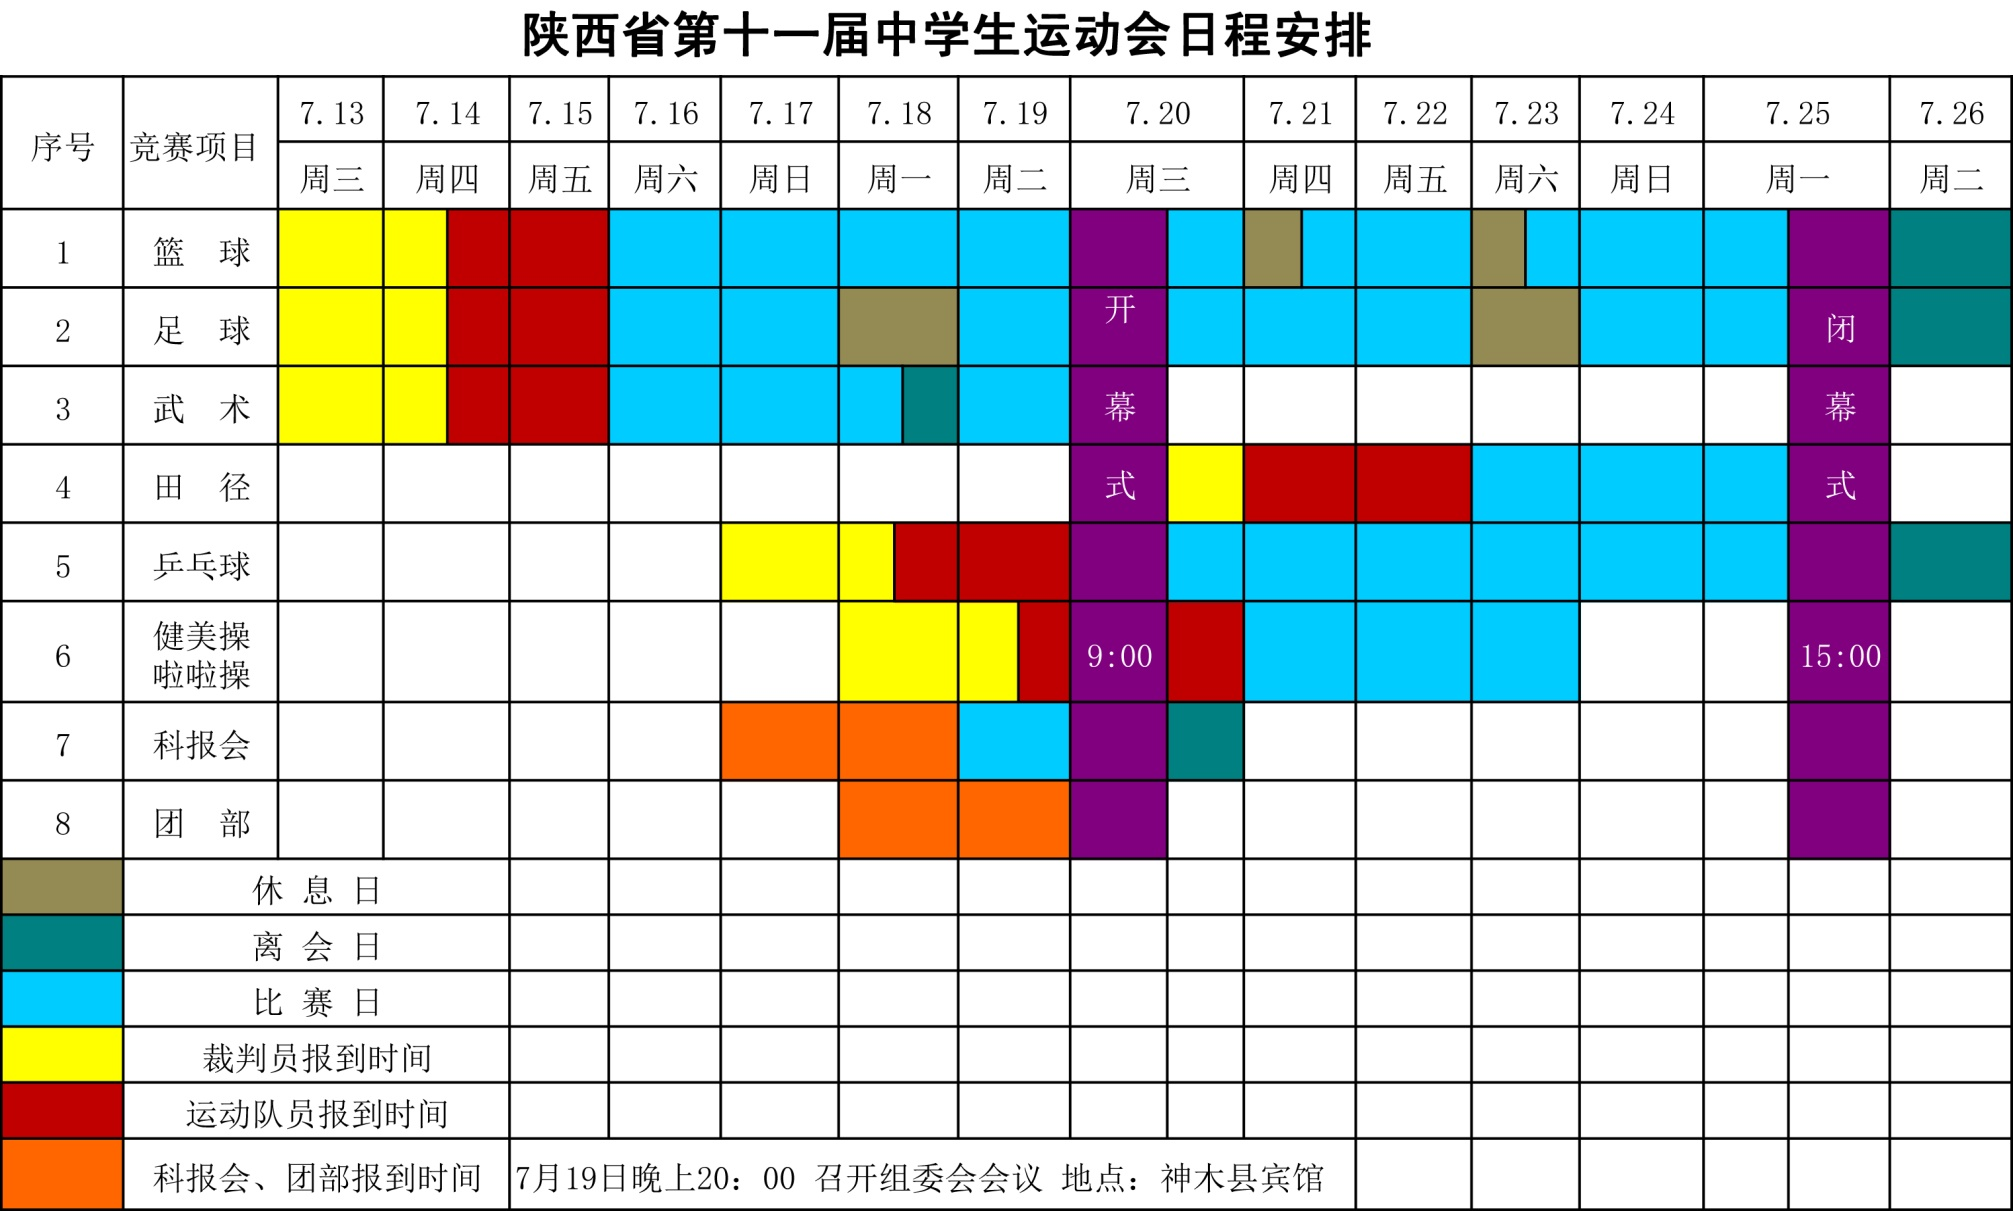 陕西省第十一届中学生运动会日程安排
序号 竞赛项目 7.13 7.14 7.15 7.16 7.17 7.18 7.19 7.20 7.21 7.22 7.23 7.24 7.25 7.26
周三 周四 周五 周六 周日 周一 周二 周三 周四 周五 周六 周日 周一 周二
1 篮 球
2 足 球 开 闭
3 武 术 幕 幕
4 田 径 式 式
5 乒乓球
6 健美操 9:00 15:00
啦啦操
7 科报会
8 团 部
休 息 日
离 会 日
比 赛 日
裁判员报到时间
运动队员报到时间
科报会、团部报到时间 7月19日晚上20：00 召开组委会会议 地点：神木县宾馆